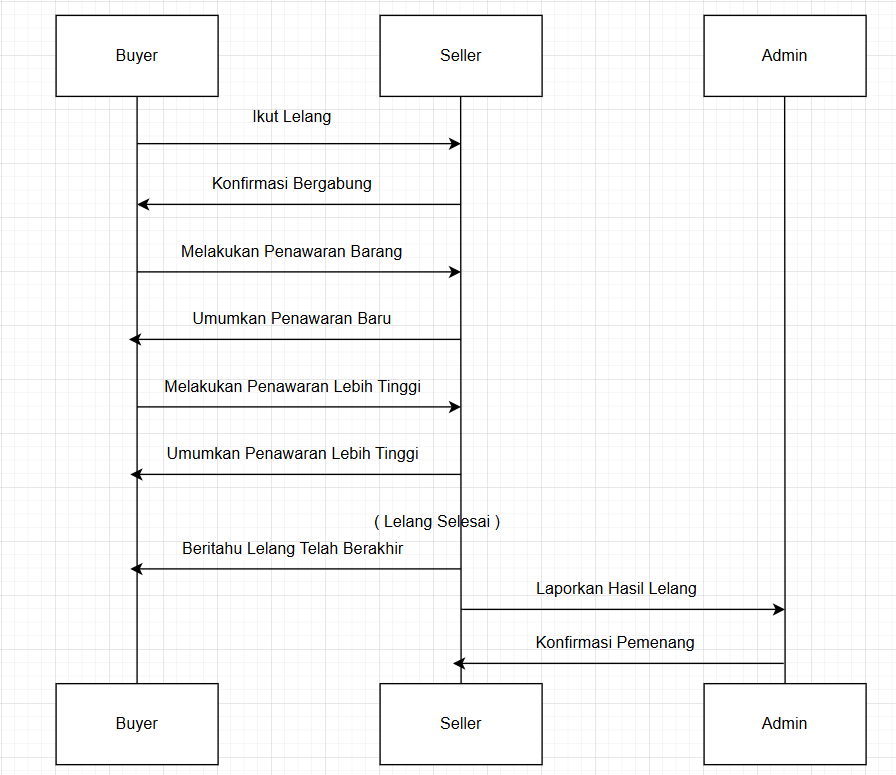 Buyer
Seller
Admin
Ikut Lelang
Konfirmasi Bergabung
Melakukan Penawaran Barang
Umumkan Penawaran Baru
Melakukan Penawaran Lebih Tinggi
Umumkan Penawaran Lebih Tinggi
( Lelang Selesai )
Beritahu Lelang Telah Berakhir
Laporkan Hasil Lelang
Konfirmasi Pemenang
Buyer
Seller
Admin